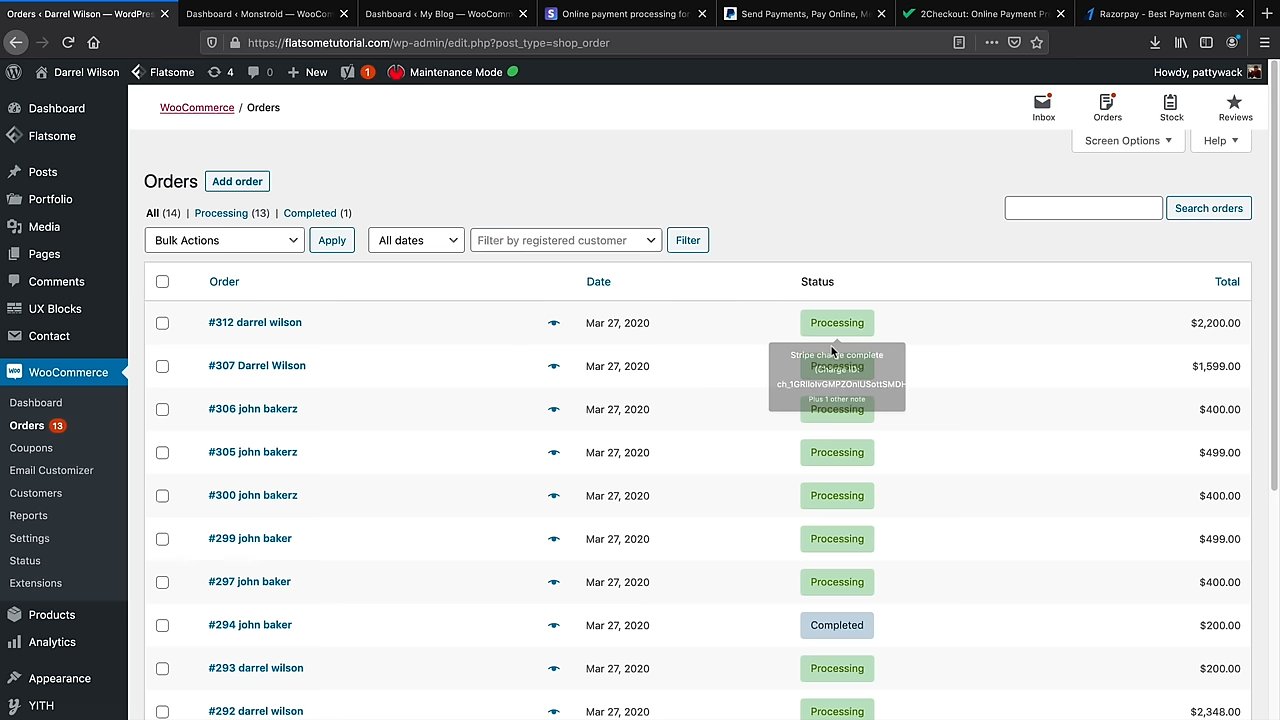 Orders ‹ Darrel Wilson — WordPres
Dashboard ‹ Monstroid — WooCom
Dashboard ‹ My Blog — WooComm
Online payment processing for
Send Payments, Pay Online, Me
2Checkout: Online Payment Pr
Razorpay - Best Payment Gate
https://flatsometutorial.com/wp-admin/edit.php?post_type=shop_order
Darrel Wilson
Flatsome
4
0
New
1
Maintenance Mode
Howdy, pattywack
Dashboard
Flatsome
Posts
Portfolio
Media
Pages
Comments
UX Blocks
Contact
WooCommerce
Dashboard
Orders 13
Coupons
Email Customizer
Customers
Reports
Settings
Status
Extensions
Products
Analytics
Appearance
YITH
WooCommerce / Orders
Inbox
Orders
Stock
Reviews
Screen Options
Help
Orders
Add order
All (14) | Processing (13) | Completed (1)
Search orders
Bulk Actions
Apply
All dates
Filter by registered customer
Filter
Order Date Status Total
#312 darrel wilson Mar 27, 2020 Processing $2,200.00
Stripe charge complete
(Charge ID:
Plus 1 other note
#307 Darrel Wilson Mar 27, 2020 Processing $1,599.00
#306 john bakerz Mar 27, 2020 Processing $400.00
#305 john bakerz Mar 27, 2020 Processing $499.00
#300 john bakerz Mar 27, 2020 Processing $400.00
#299 john baker Mar 27, 2020 Processing $499.00
#297 john baker Mar 27, 2020 Processing $400.00
#294 john baker Mar 27, 2020 Completed $200.00
#293 darrel wilson Mar 27, 2020 Processing $200.00
#292 darrel wilson Mar 27, 2020 Processing $2,348.00